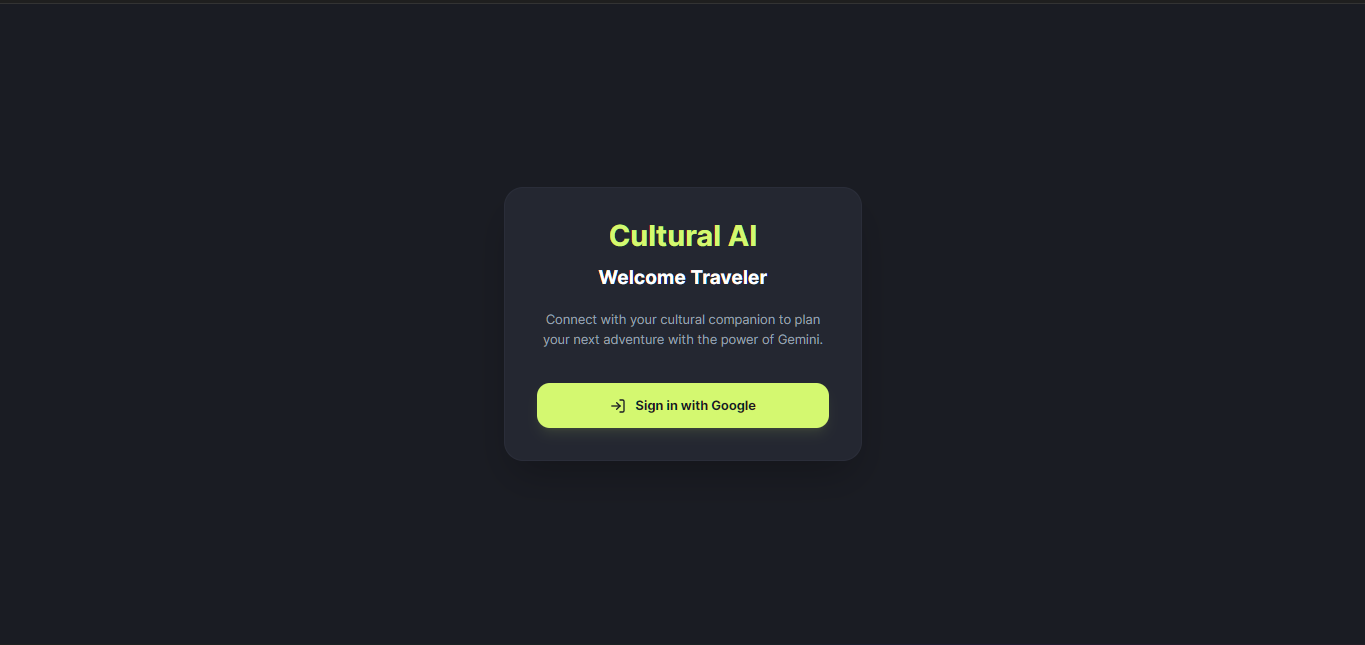 Cultural AI
Welcome Traveler
Connect with your cultural companion to plan
your next adventure with the power of Gemini.
Sign in with Google